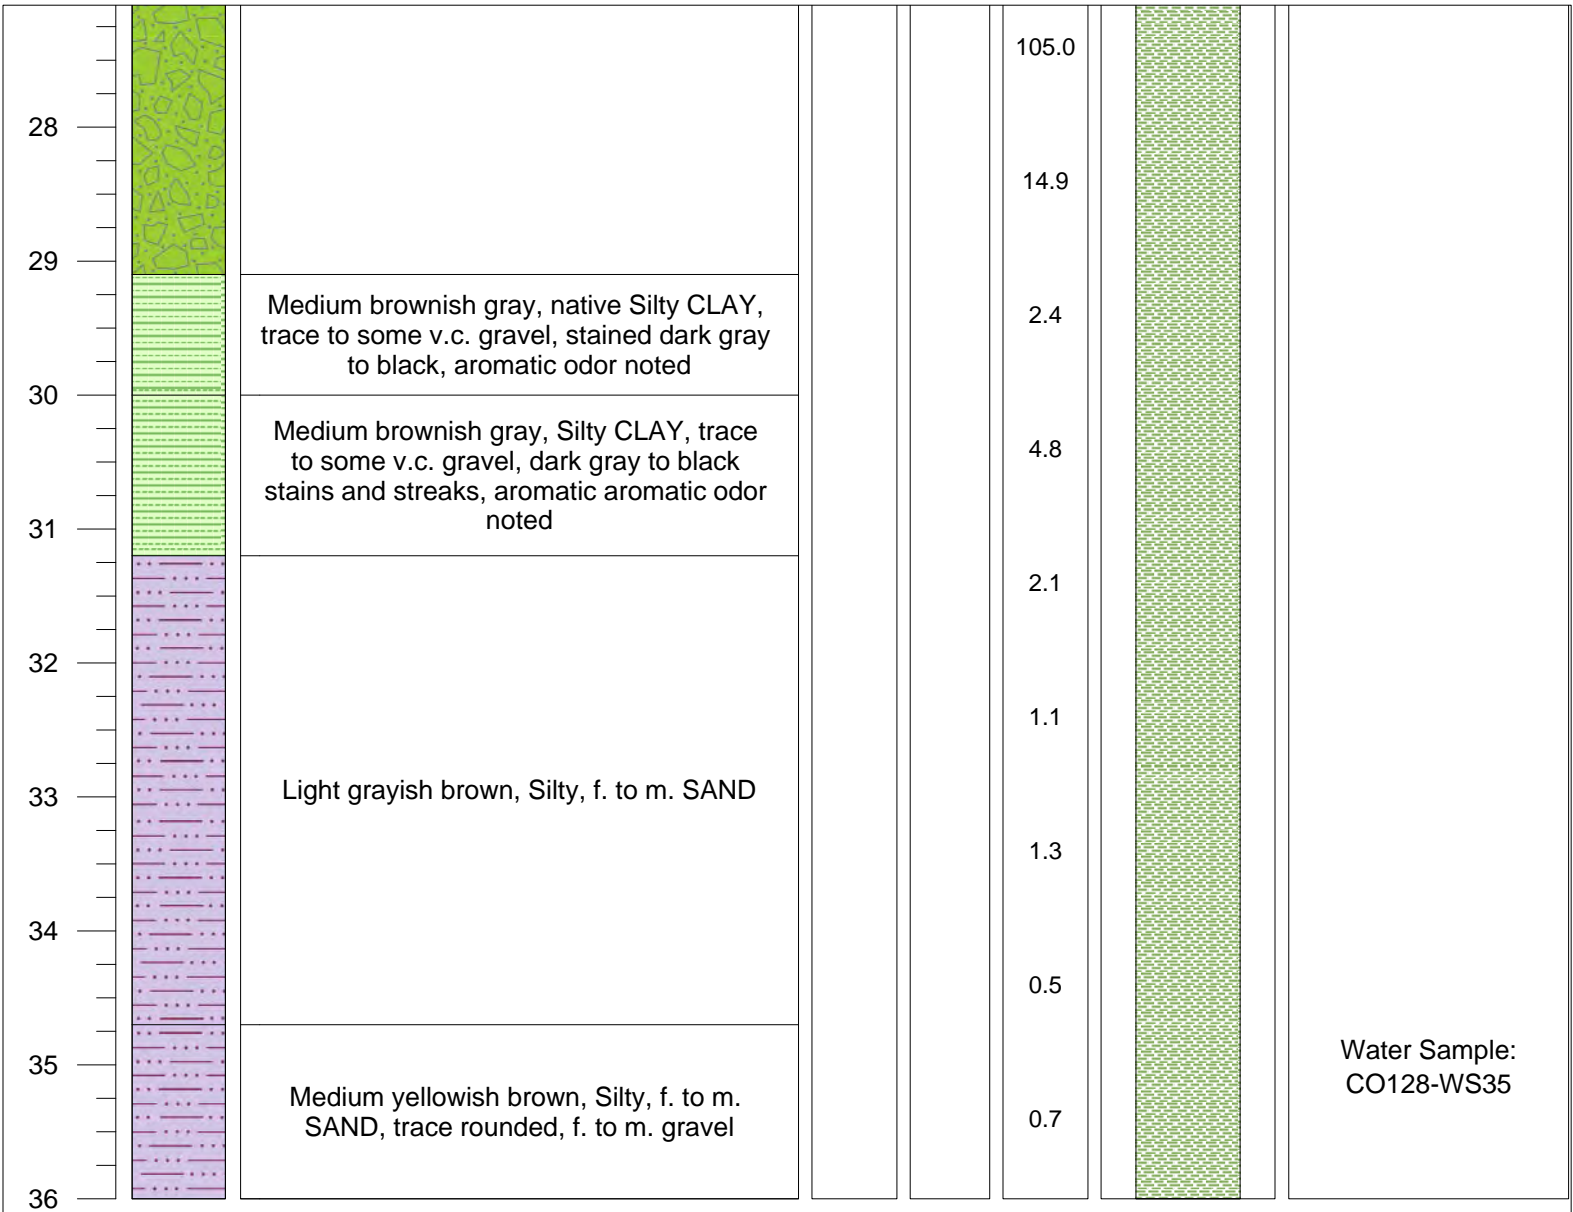 105.0
28
14.9
29
Medium brownish gray, native Silty CLAY,
trace to some v.c. gravel, stained dark gray
to black, aromatic odor noted
2.4
30
Medium brownish gray, Silty CLAY, trace
to some v.c. gravel, dark gray to black
stains and streaks, aromatic aromatic odor
noted
4.8
31
2.1
32
1.1
33
Light grayish brown, Silty, f. to m. SAND
1.3
34
0.5
35
Medium yellowish brown, Silty, f. to m.
SAND, trace rounded, f. to m. gravel
0.7
Water Sample:
CO128-WS35
36